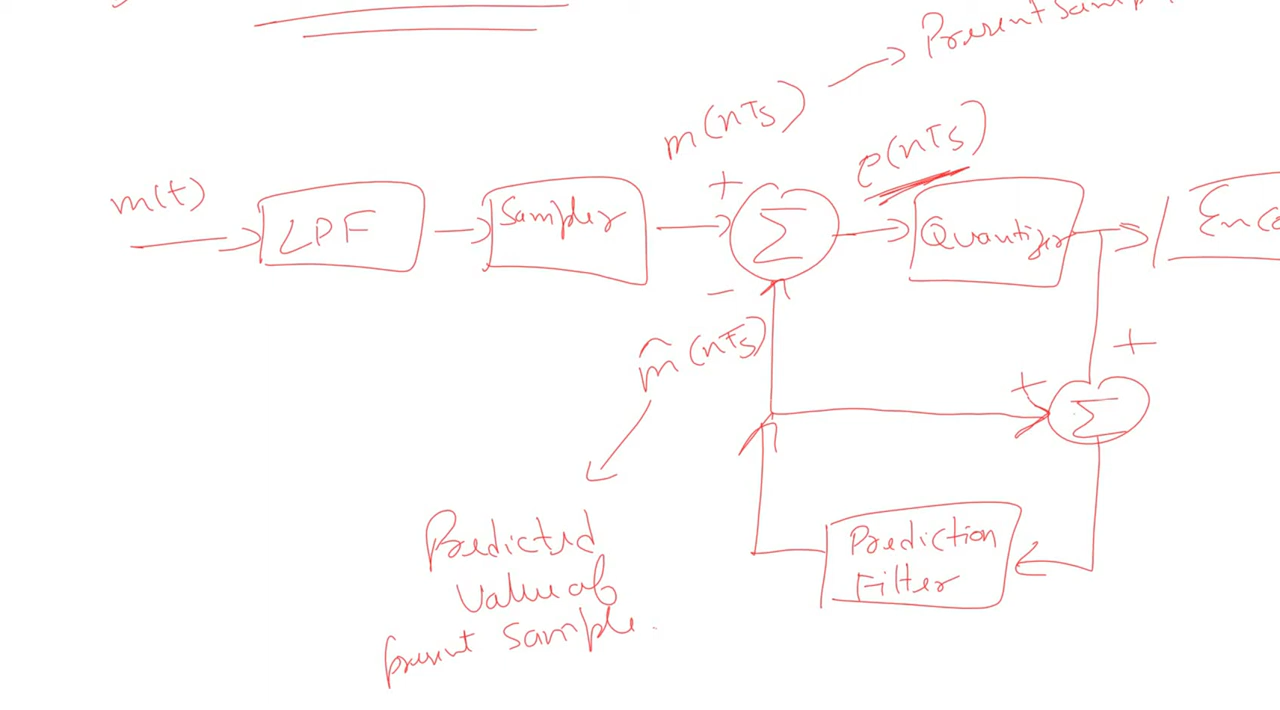 Present Samp
m(nTs)
e(nTs)
m(t)
LPF
Sampler
+
Σ
Quantizer
Enco
-
m̂(nTs)
+
+
Σ
Prediction
Filter
Predicted
Value of
present sample.